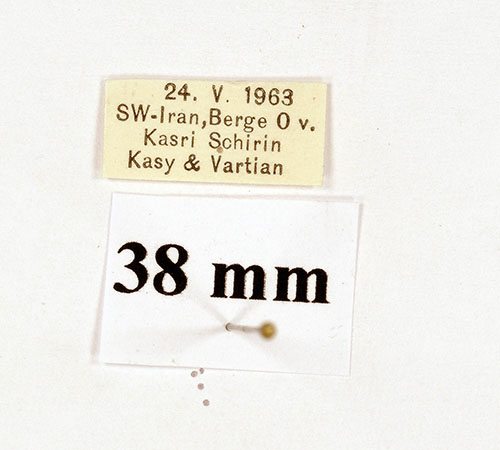 24. V. 1963
SW-Iran, Berge O v.
Kasri Schirin
Kasy & Vartian
38 mm